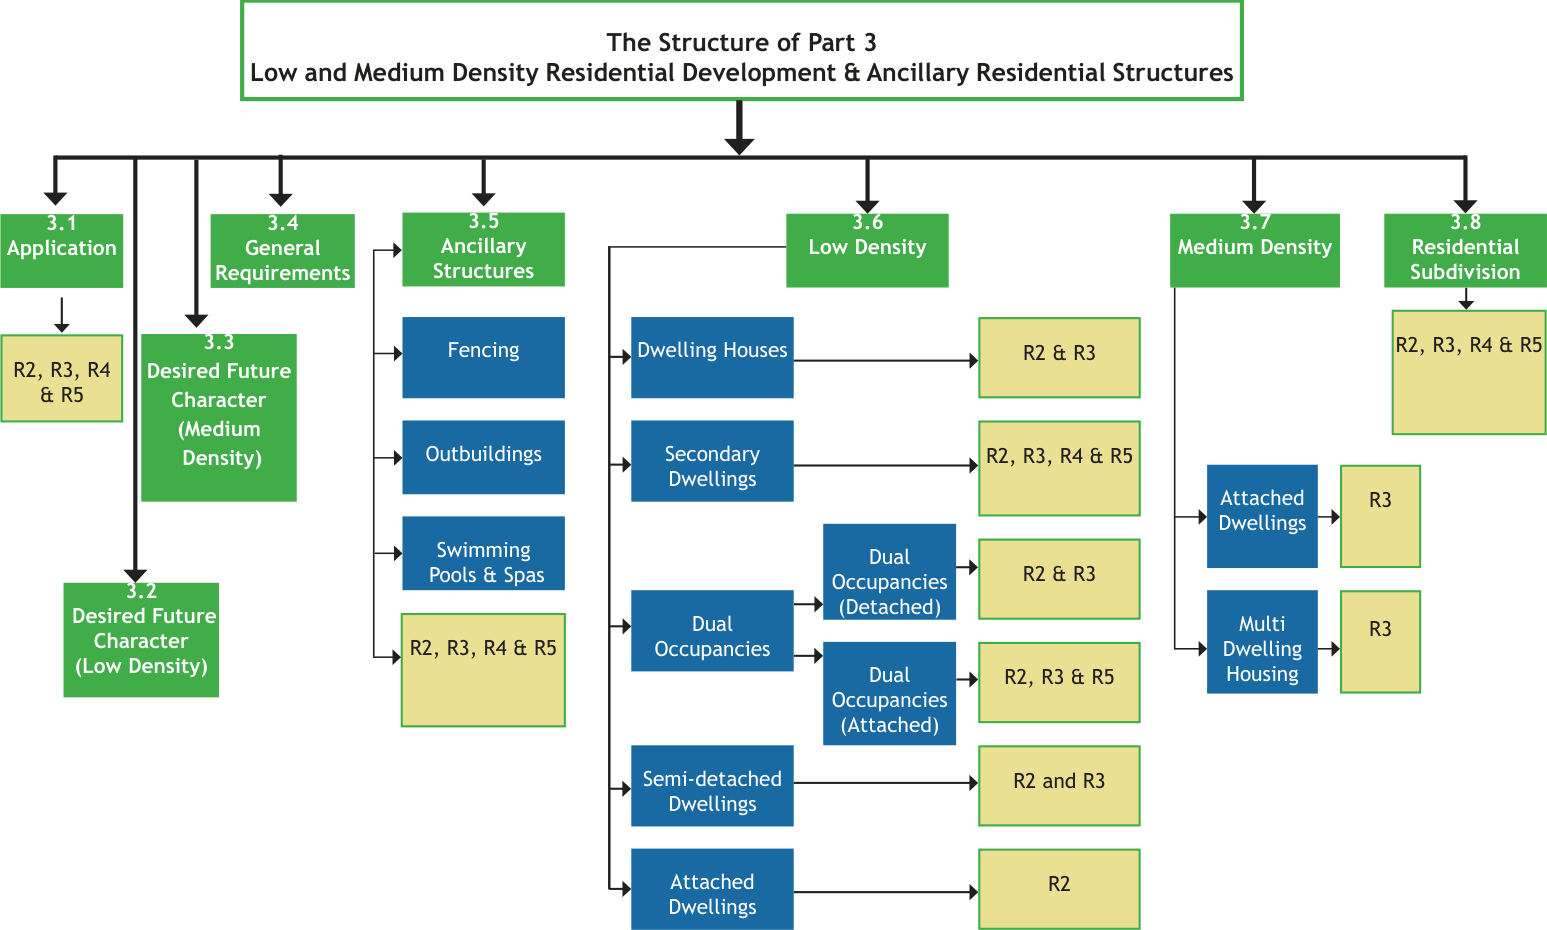 The Structure of Part 3
Low and Medium Density Residential Development & Ancillary Residential Structures
3.1
Application
R2, R3, R4
& R5
3.2
Desired Future
Character
(Low Density)
3.3
Desired Future
Character
(Medium
Density)
3.4
General
Requirements
3.5
Ancillary
Structures
Fencing
Outbuildings
Swimming
Pools & Spas
R2, R3, R4 & R5
3.6
Low Density
Dwelling Houses
R2 & R3
Secondary
Dwellings
R2, R3, R4 & R5
Dual
Occupancies
Dual
Occupancies
(Detached)
R2 & R3
Dual
Occupancies
(Attached)
R2, R3 & R5
Semi-detached
Dwellings
R2 and R3
Attached
Dwellings
R2
3.7
Medium Density
Attached
Dwellings
R3
Multi
Dwelling
Housing
R3
3.8
Residential
Subdivision
R2, R3, R4 & R5